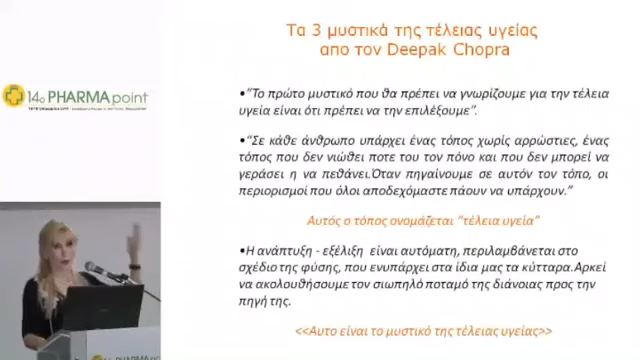 Τα 3 μυστικά της τέλειας υγείας
απο τον Deepak Chopra
14ο PHARMA point
•"Το πρώτο μυστικό που θα πρέπει να γνωρίζουμε για την τέλεια
υγεία είναι ότι πρέπει να την επιλέξουμε".
•"Σε κάθε άνθρωπο υπάρχει ένας τόπος χωρίς αρρώστιες, ένας
τόπος που δεν νιώθει ποτε του τον πόνο και που δεν μπορεί να
γεράσει η να πεθάνει.Όταν πηγαίνουμε σε αυτόν τον τόπο, οι
περιορισμοί που όλοι αποδεχόμαστε πάουν να υπάρχουν."
Αυτός ο τόπος ονομάζεται "τέλεια υγεία"
•Η ανάπτυξη - εξέλιξη είναι αυτόματη, περιλαμβάνεται στο
σχέδιο της φύσης, που ενυπάρχει στα ίδια μας τα κύτταρα.Αρκεί
να ακολουθήσουμε τον σιωπηλό ποταμό της διάνοιας προς την
πηγή της.
<<Αυτο είναι το μυστικό της τέλειας υγείας>>